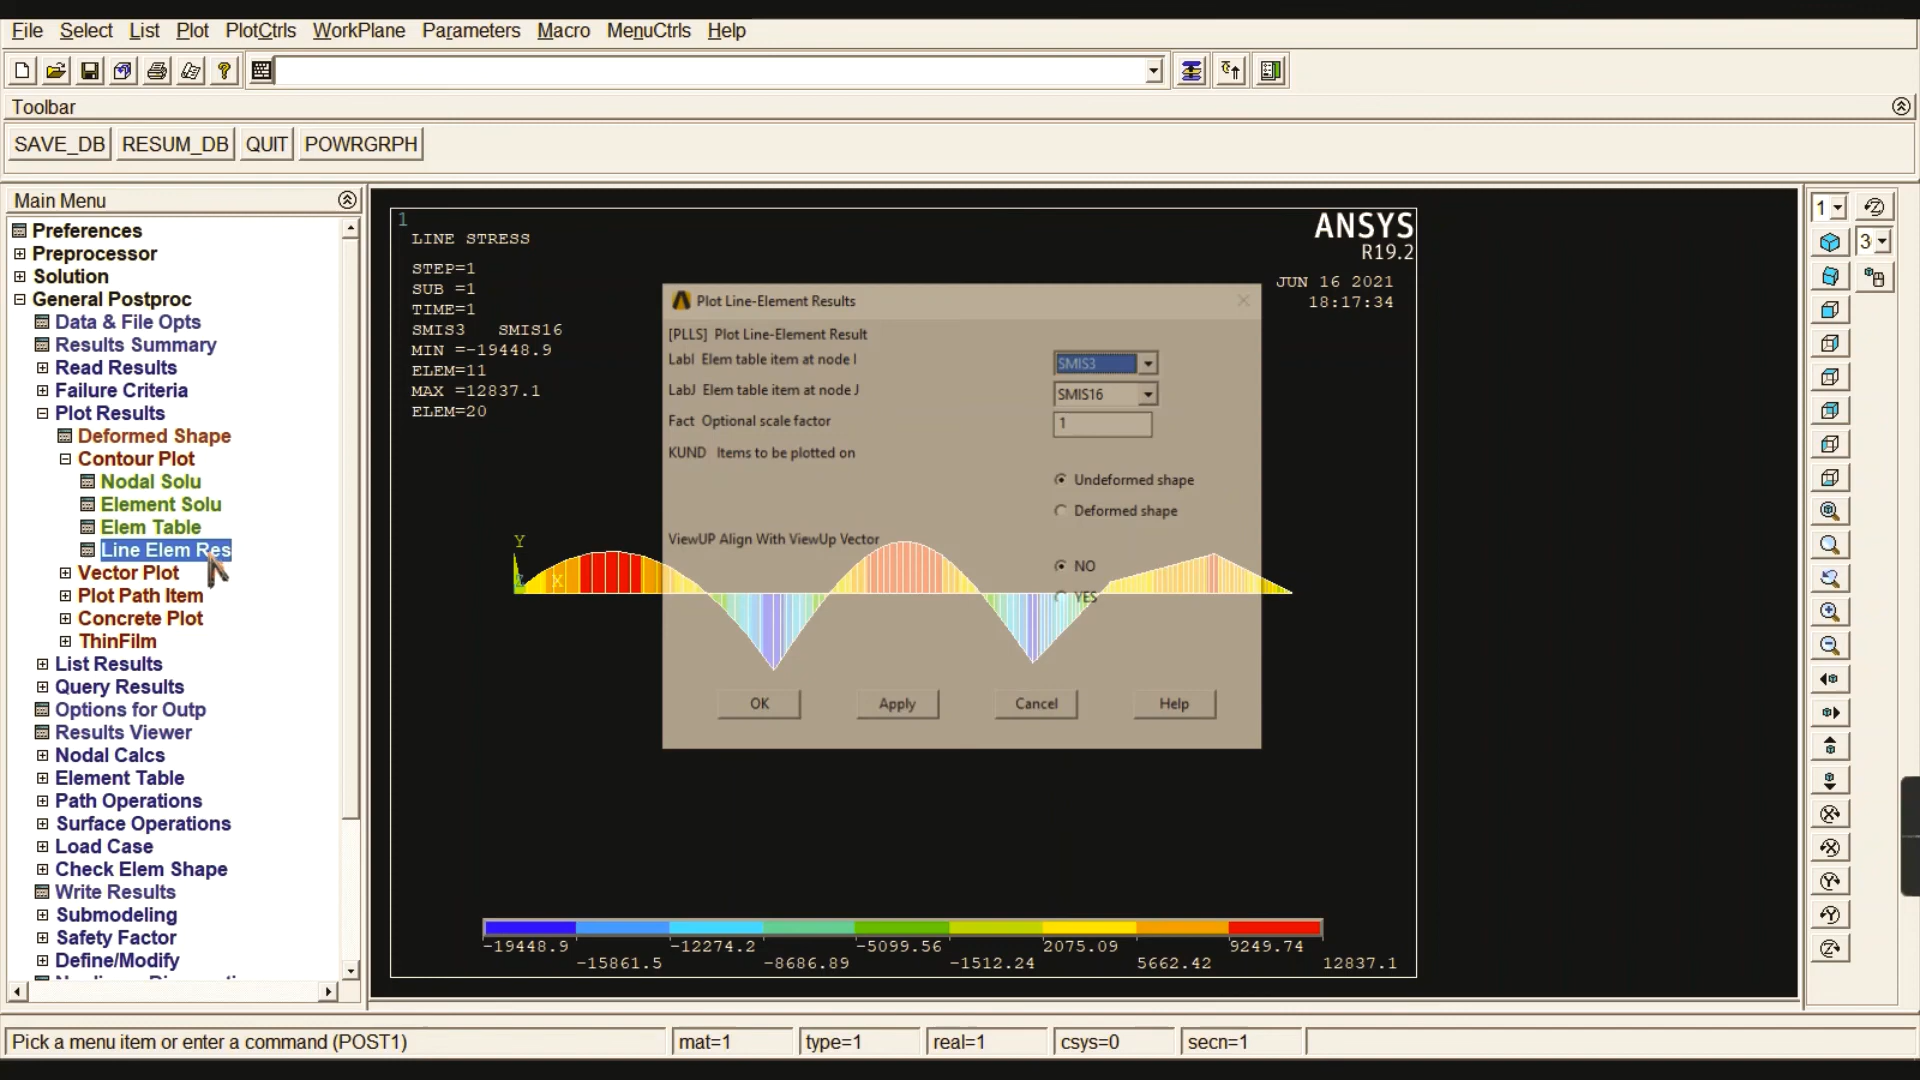 File Select List Plot PlotCtrls WorkPlane Parameters Macro MenuCtrls Help
Toolbar
SAVE_DB RESUM_DB QUIT POWRGRPH
Main Menu
Preferences
Preprocessor
Solution
General Postproc
Data & File Opts
Results Summary
Read Results
Failure Criteria
Plot Results
Deformed Shape
Contour Plot
Nodal Solu
Element Solu
Elem Table
Line Elem Res
Vector Plot
Plot Path Item
Concrete Plot
ThinFilm
List Results
Query Results
Options for Outp
Results Viewer
Nodal Calcs
Element Table
Path Operations
Surface Operations
Load Case
Check Elem Shape
Write Results
Submodeling
Safety Factor
Define/Modify
1
LINE STRESS
STEP=1
SUB =1
TIME=1
SMIS3 SMIS16
MIN =-19448.9
ELEM=11
MAX =12837.1
ELEM=20
ANSYS
R19.2
JUN 16 2021
18:17:34
Plot Line-Element Results
[PLLS] Plot Line-Element Result
LabI Elem table item at node I SMIS3
LabJ Elem table item at node J SMIS16
Fact Optional scale factor 1
KUND Items to be plotted on
Undeformed shape
Deformed shape
ViewUP Align With ViewUp Vector
NO
YES
OK Apply Cancel Help
Y
Z X
-19448.9 -12274.2 -5099.56 2075.09 9249.74
-15861.5 -8686.89 -1512.24 5662.42 12837.1
1
3
Pick a menu item or enter a command (POST1) mat=1 type=1 real=1 csys=0 secn=1